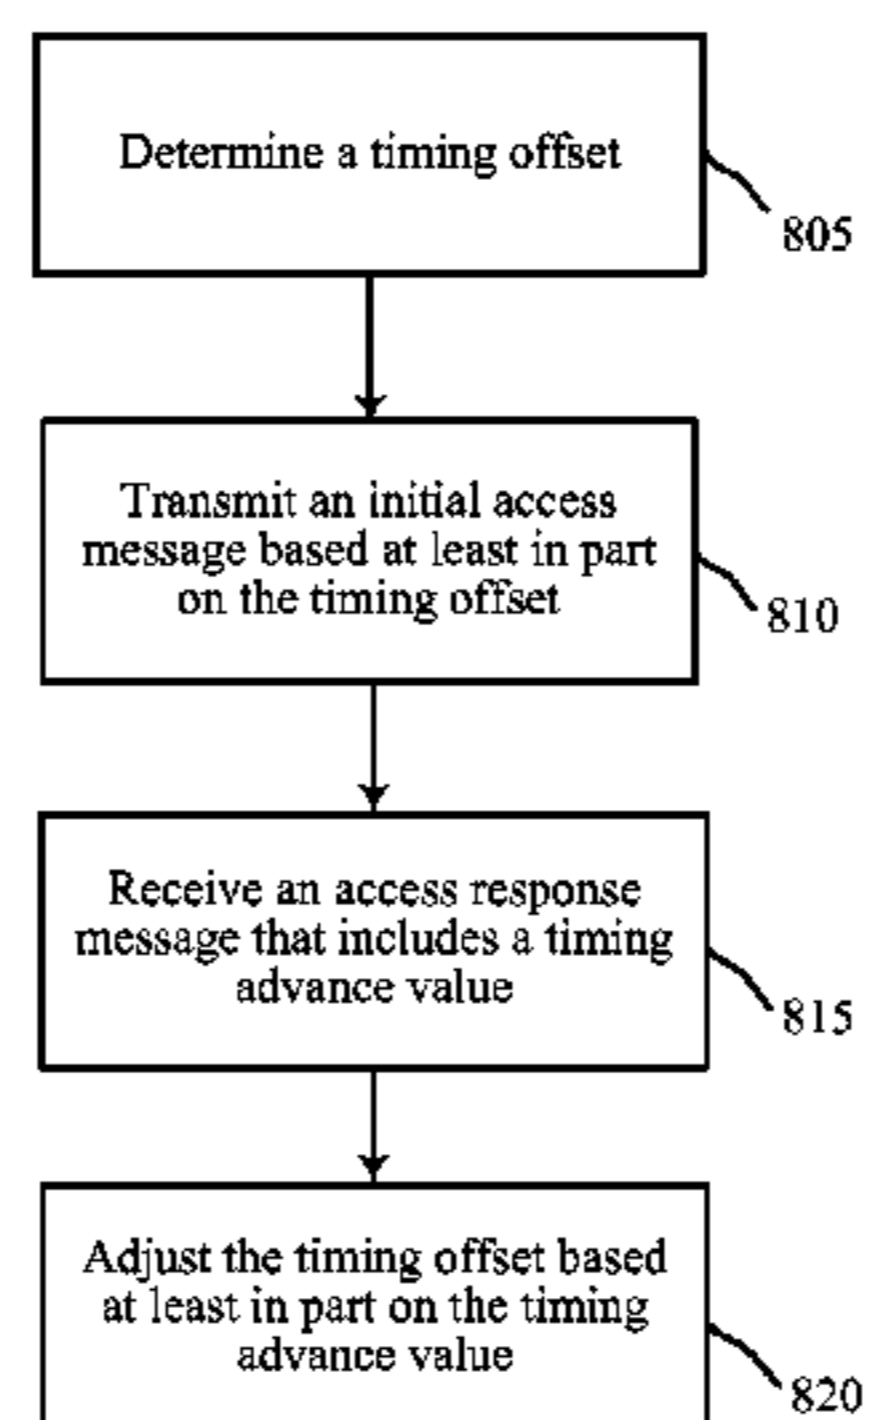 Determine a timing offset
805
Transmit an initial access
message based at least in part
on the timing offset
810
Receive an access response
message that includes a timing
advance value
815
Adjust the timing offset based
at least in part on the timing
advance value
820